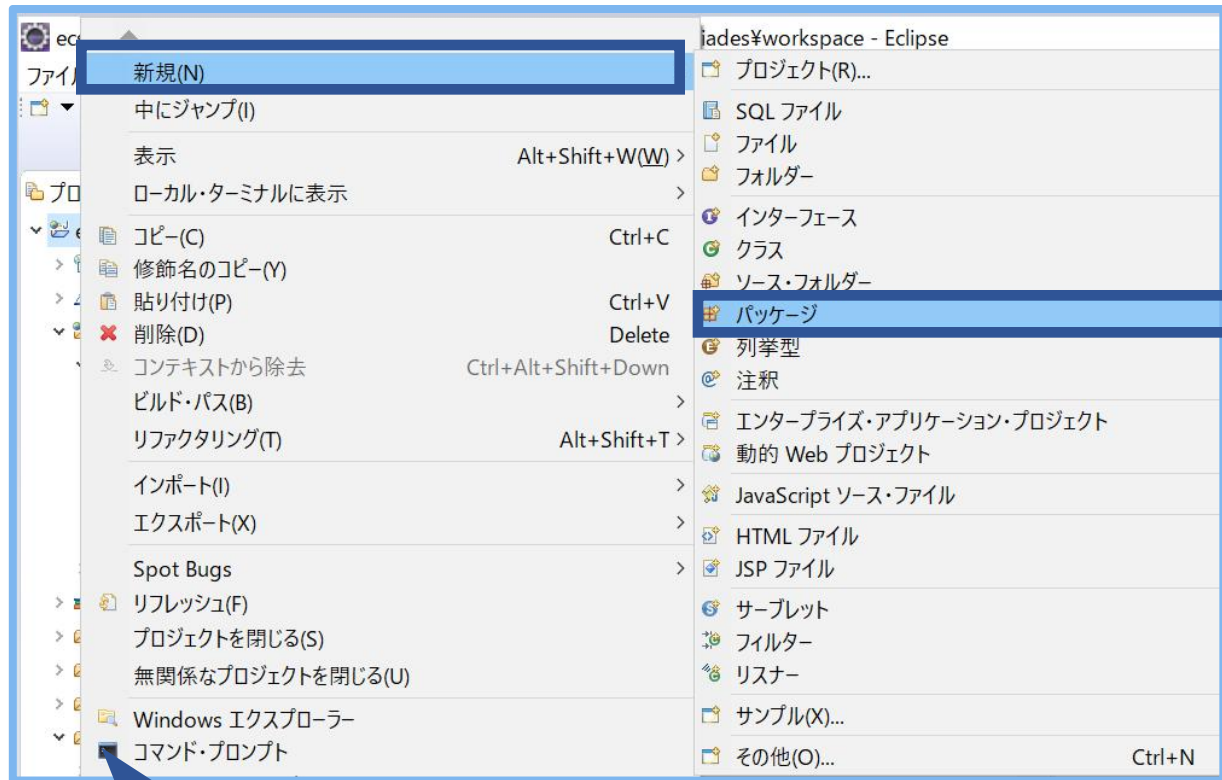 iades¥workspace - Eclipse
新規(N)
中にジャンプ(I)
表示 Alt+Shift+W(W) >
ローカル・ターミナルに表示 >
コピー(C) Ctrl+C
修飾名のコピー(Y)
貼り付け(P) Ctrl+V
削除(D) Delete
コンテキストから除去 Ctrl+Alt+Shift+Down
ビルド・パス(B) >
リファクタリング(T) Alt+Shift+T >
インポート(I) >
エクスポート(X) >
Spot Bugs >
リフレッシュ(F)
プロジェクトを閉じる(S)
無関係なプロジェクトを閉じる(U)
Windows エクスプローラー
コマンド・プロンプト
プロジェクト(R)...
SQL ファイル
ファイル
フォルダー
インターフェース
クラス
ソース・フォルダー
パッケージ
列挙型
注釈
エンタープライズ・アプリケーション・プロジェクト
動的 Web プロジェクト
JavaScript ソース・ファイル
HTML ファイル
JSP ファイル
サーブレット
フィルター
リスナー
サンプル(X)...
その他(O)... Ctrl+N